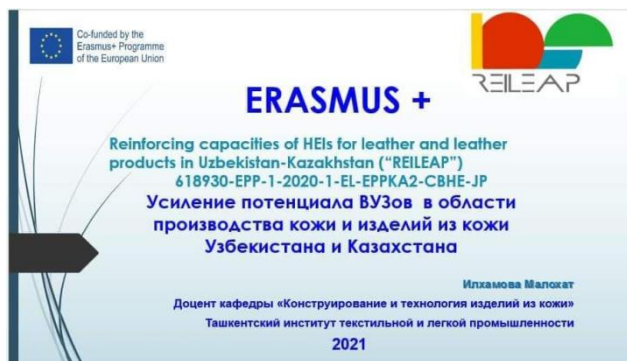 Co-funded by the
Erasmus+ Programme
of the European Union
REILEAP
ERASMUS +
Reinforcing capacities of HEIs for leather and leather
products in Uzbekistan-Kazakhstan (“REILEAP”)
618930-EPP-1-2020-1-EL-EPPKA2-CBHE-JP
Усиление потенциала ВУЗов в области
производства кожи и изделий из кожи
Узбекистана и Казахстана
Илхамова Малохат
Доцент кафедры «Конструирование и технология изделий из кожи»
Ташкентский институт текстильной и легкой промышленности
2021